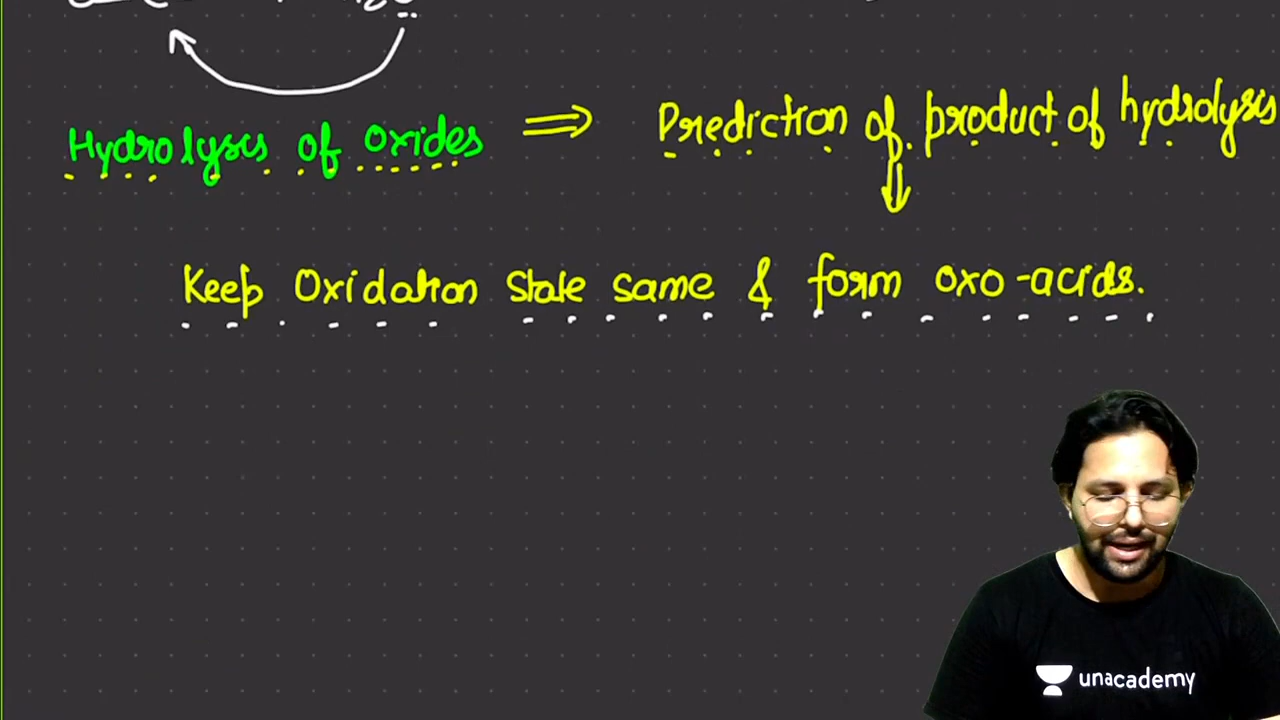 Hydrolysis of oxides ⇒ Prediction of product of hydrolysis
Keep Oxidation state same & form oxo-acids.
unacademy